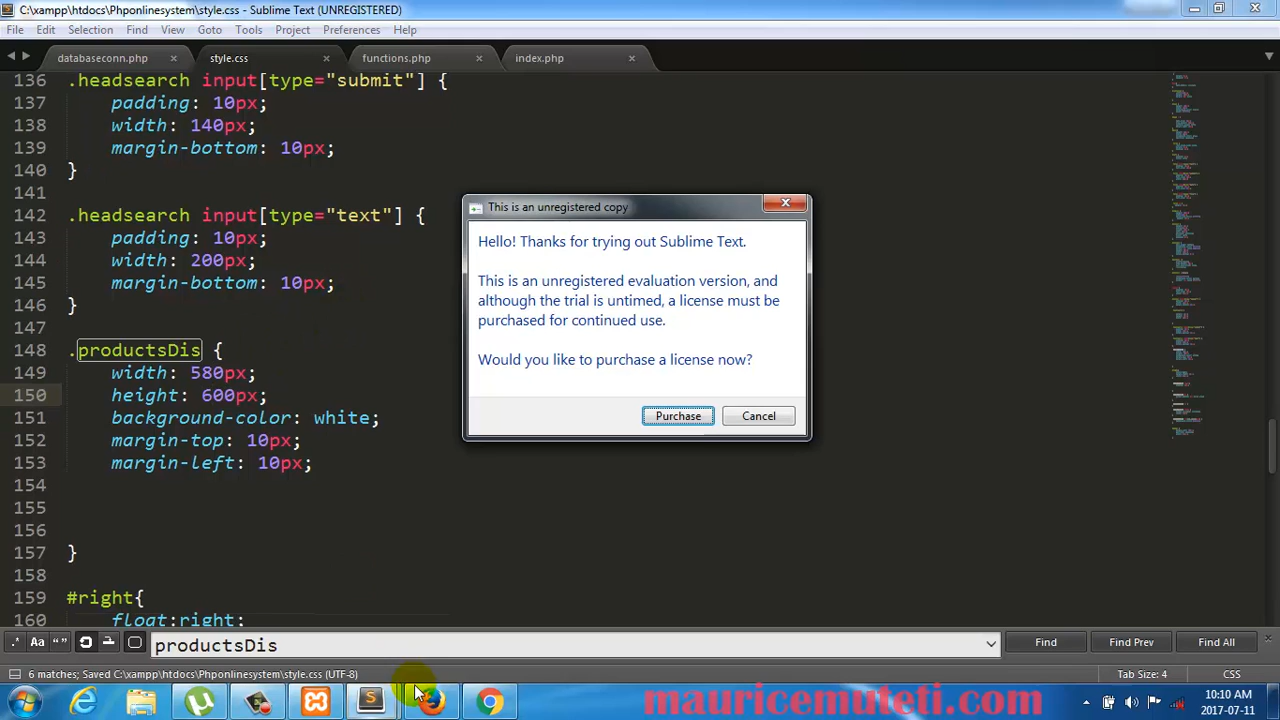 C:\xampp\htdocs\Phponlinesystem\style.css - Sublime Text (UNREGISTERED)
File Edit Selection Find View Goto Tools Project Preferences Help
databaseconn.php style.css functions.php index.php
136 .headsearch input[type="submit"] {
137 padding: 10px;
138 width: 140px;
139 margin-bottom: 10px;
140 }
141
142 .headsearch input[type="text"] {
143 padding: 10px;
144 width: 200px;
145 margin-bottom: 10px;
146 }
147
148 .productsDis {
149 width: 580px;
150 height: 600px;
151 background-color: white;
152 margin-top: 10px;
153 margin-left: 10px;
154
155
156
157 }
158
159 #right{
160 float:right;
This is an unregistered copy
Hello! Thanks for trying out Sublime Text.
This is an unregistered evaluation version, and
although the trial is untimed, a license must be
purchased for continued use.
Would you like to purchase a license now?
Purchase Cancel
.* Aa “ ” productsDis Find Find Prev Find All
6 matches; Saved C:\xampp\htdocs\Phponlinesystem\style.css (UTF-8) Tab Size: 4 CSS
mauricemuteti.com
10:10 AM
2017-07-11